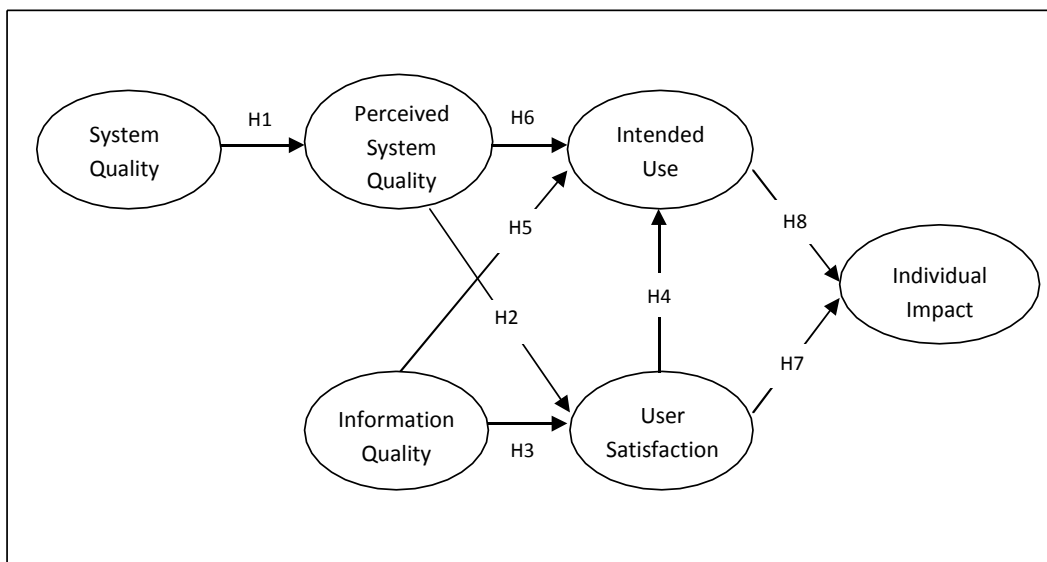 System
Quality
H1
Perceived
System
Quality
H6
Intended
Use
H5
H2
H4
H8
Individual
Impact
H7
Information
Quality
H3
User
Satisfaction